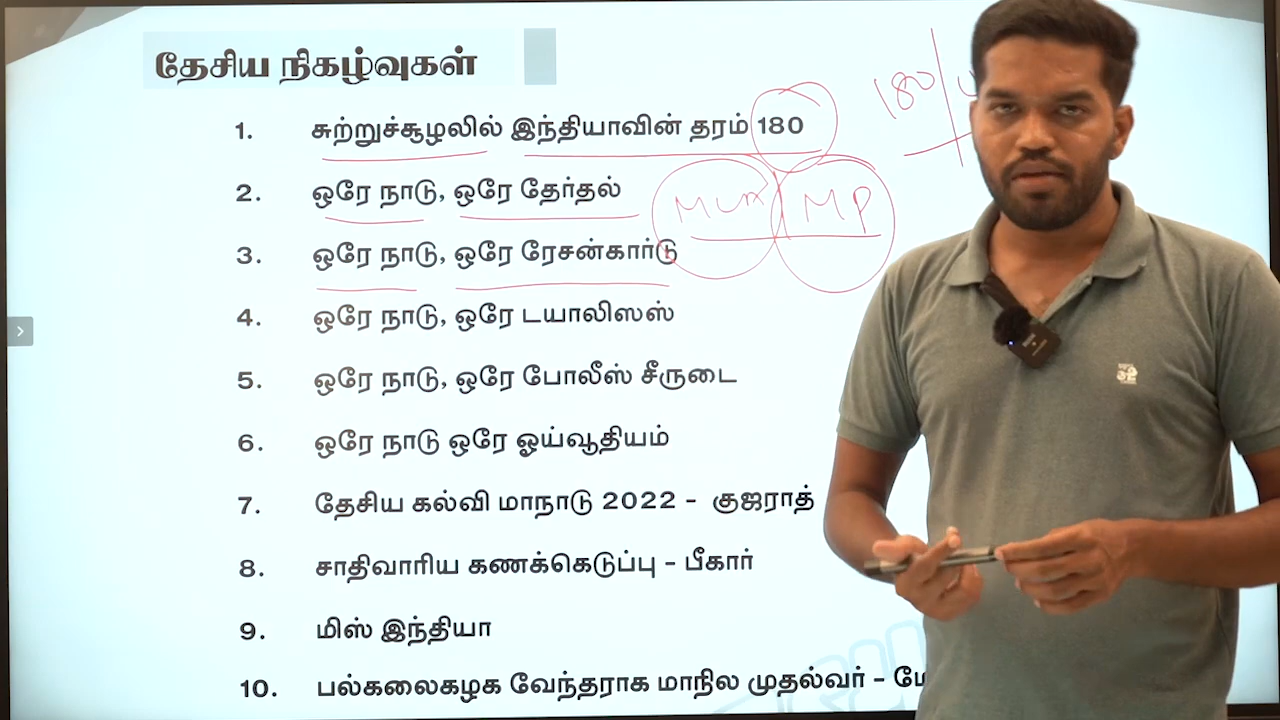 தேசிய நிகழ்வுகள்
1. சுற்றுச்சூழலில் இந்தியாவின் தரம் 180
180
2. ஒரே நாடு, ஒரே தேர்தல்
MP
3. ஒரே நாடு, ஒரே ரேசன்கார்டு
4. ஒரே நாடு, ஒரே டயாலிஸஸ்
5. ஒரே நாடு, ஒரே போலீஸ் சீருடை
6. ஒரே நாடு ஒரே ஓய்வூதியம்
7. தேசிய கல்வி மாநாடு 2022 - குஜராத்
8. சாதிவாரிய கணக்கெடுப்பு - பீகார்
9. மிஸ் இந்தியா
10. பல்கலைகழக வேந்தராக மாநில முதல்வர் -